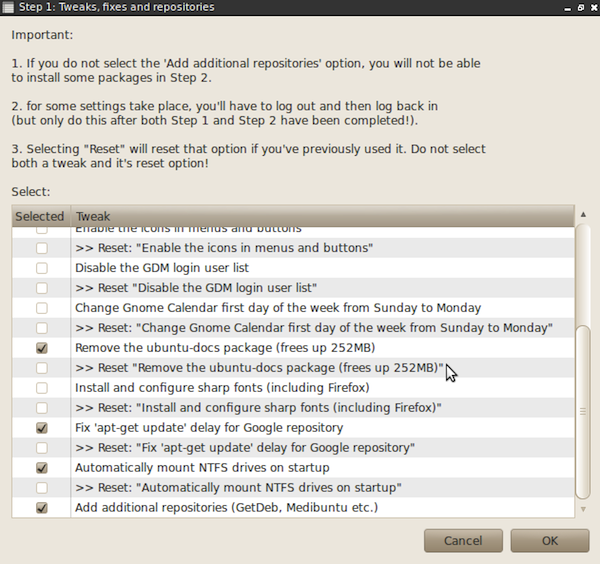 Step 1: Tweaks, fixes and repositories
Important:
1. If you do not select the 'Add additional repositories' option, you will not be able
to install some packages in Step 2.
2. for some settings take place, you'll have to log out and then log back in
(but only do this after both Step 1 and Step 2 have been completed!).
3. Selecting "Reset" will reset that option if you've previously used it. Do not select
both a tweak and it's reset option!
Select:
Selected Tweak
Enable the icons in menus and buttons
>> Reset: "Enable the icons in menus and buttons"
Disable the GDM login user list
>> Reset: "Disable the GDM login user list"
Change Gnome Calendar first day of the week from Sunday to Monday
>> Reset: "Change Gnome Calendar first day of the week from Sunday to Monday"
Remove the ubuntu-docs package (frees up 252MB)
>> Reset "Remove the ubuntu-docs package (frees up 252MB)"
Install and configure sharp fonts (including Firefox)
>> Reset: "Install and configure sharp fonts (including Firefox)"
Fix 'apt-get update' delay for Google repository
>> Reset: "Fix 'apt-get update' delay for Google repository"
Automatically mount NTFS drives on startup
>> Reset: "Automatically mount NTFS drives on startup"
Add additional repositories (GetDeb, Medibuntu etc.)
Cancel OK